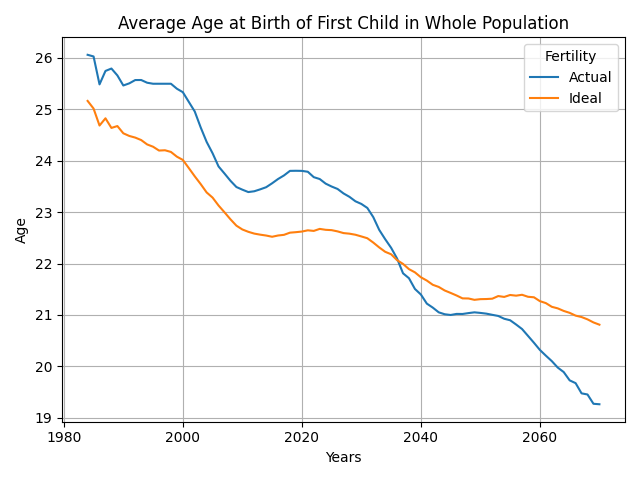 Average Age at Birth of First Child in Whole Population
Fertility
Actual
Ideal
Age
26
25
24
23
22
21
20
19
1980
2000
2020
2040
2060
Years